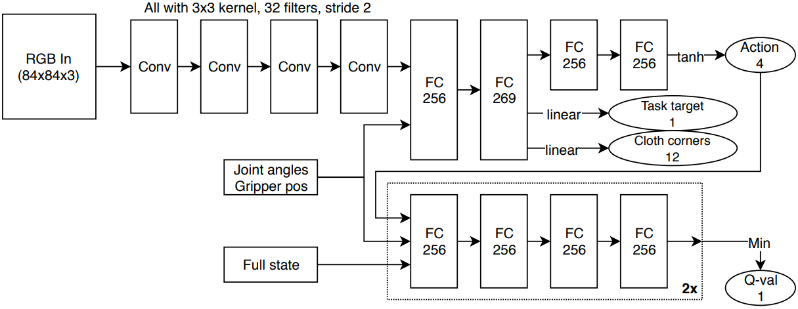 All with 3x3 kernel, 32 filters, stride 2
RGB In
(84x84x3)
Conv
Conv
Conv
Conv
FC
256
FC
269
FC
256
FC
256
tanh
Action
4
linear
Task target
1
linear
Cloth corners
12
Joint angles
Gripper pos
Full state
FC
256
FC
256
FC
256
FC
256
2x
Min
Q-val
1